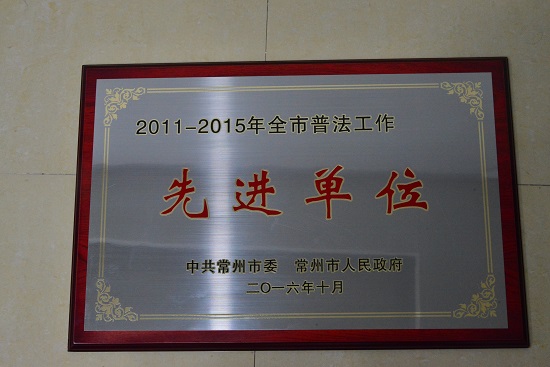 2011-2015年全市普法工作
先进单位
中共常州市委　常州市人民政府
二〇一六年十月